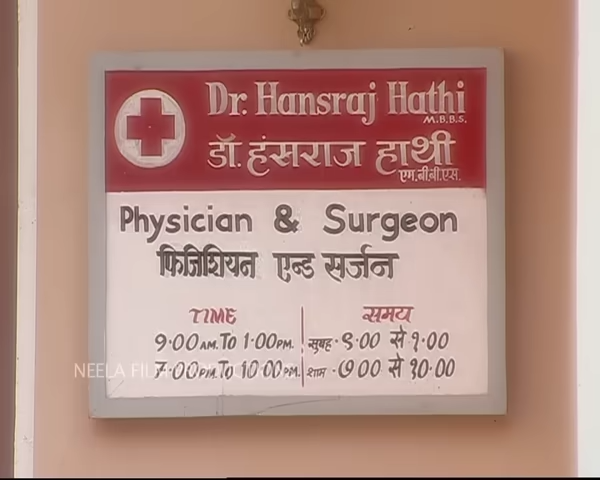 Dr. Hansraj Hathi
M.B.B.S.
डॉ. हंसराज हाथी
एम.बी.बी.एस.
Physician & Surgeon
फिजिशियन एन्ड सर्जन
TIME
समय
9:00 AM. TO 1:00 PM.
सुबह - ९.०० से १.००
7:00 PM. TO 10:00 PM.
शाम - ७.०० से १०.००
NEELA FILM